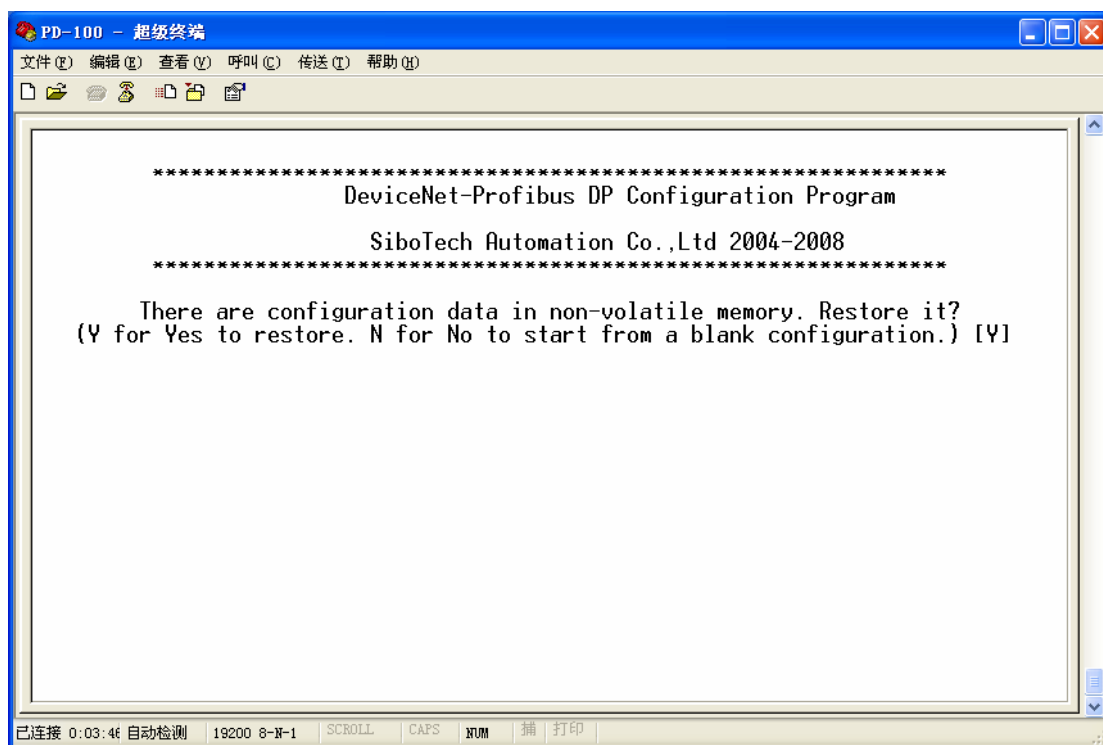 PD-100 - 超级终端
文件(F) 编辑(E) 查看(V) 呼叫(C) 传送(T) 帮助(H)
**************************************************************
DeviceNet-Profibus DP Configuration Program
SiboTech Automation Co.,Ltd 2004-2008
**************************************************************
There are configuration data in non-volatile memory. Restore it?
(Y for Yes to restore. N for No to start from a blank configuration.) [Y]
已连接 0:03:46 自动检测 19200 8-N-1 SCROLL CAPS NUM 捕 打印